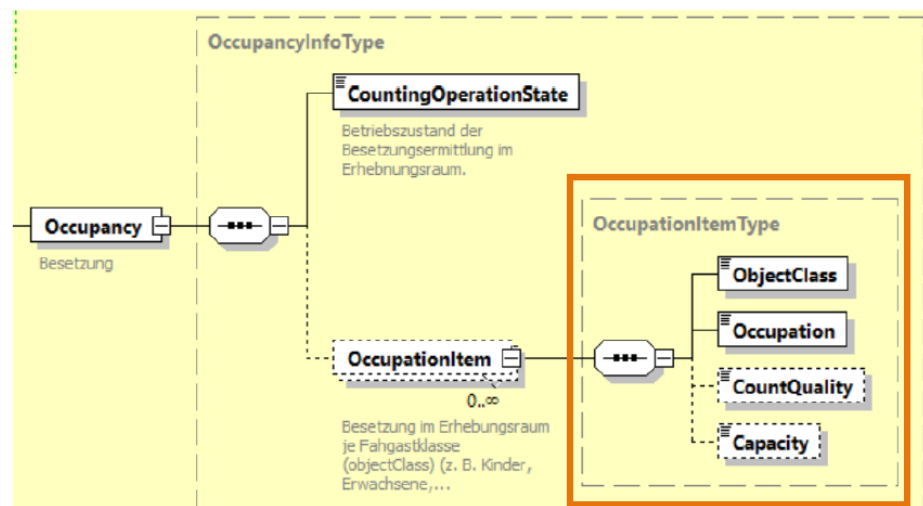 OccupancyInfoType
CountingOperationState
Betriebszustand der
Besetzungsermittlung im
Erhebnungsraum.
OccupationItemType
Occupancy
Besetzung
ObjectClass
Occupation
OccupationItem
0..∞
CountQuality
Capacity
Besetzung im Erhebungsraum
je Fahgastklasse
(objectClass) (z. B. Kinder,
Erwachsene,...